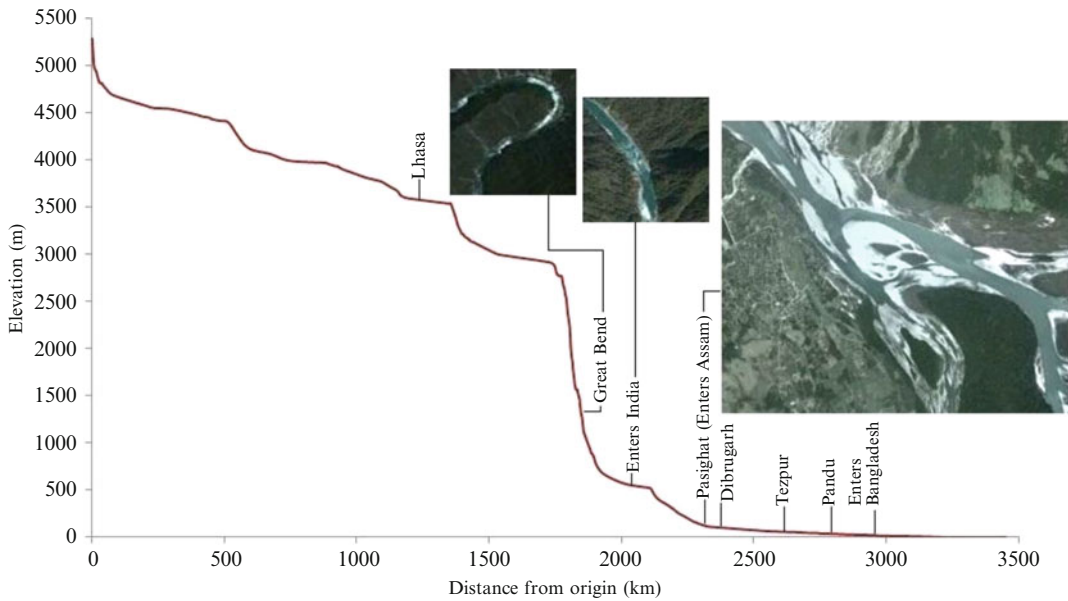 5500
5000
4500
4000
3500
3000
2500
2000
1500
1000
500
0
Elevation (m)
Lhasa
Great Bend
Enters India
Pasighat (Enters Assam)
Dibrugarh
Tezpur
Pandu
Enters
Bangladesh
0 500 1000 1500 2000 2500 3000 3500
Distance from origin (km)